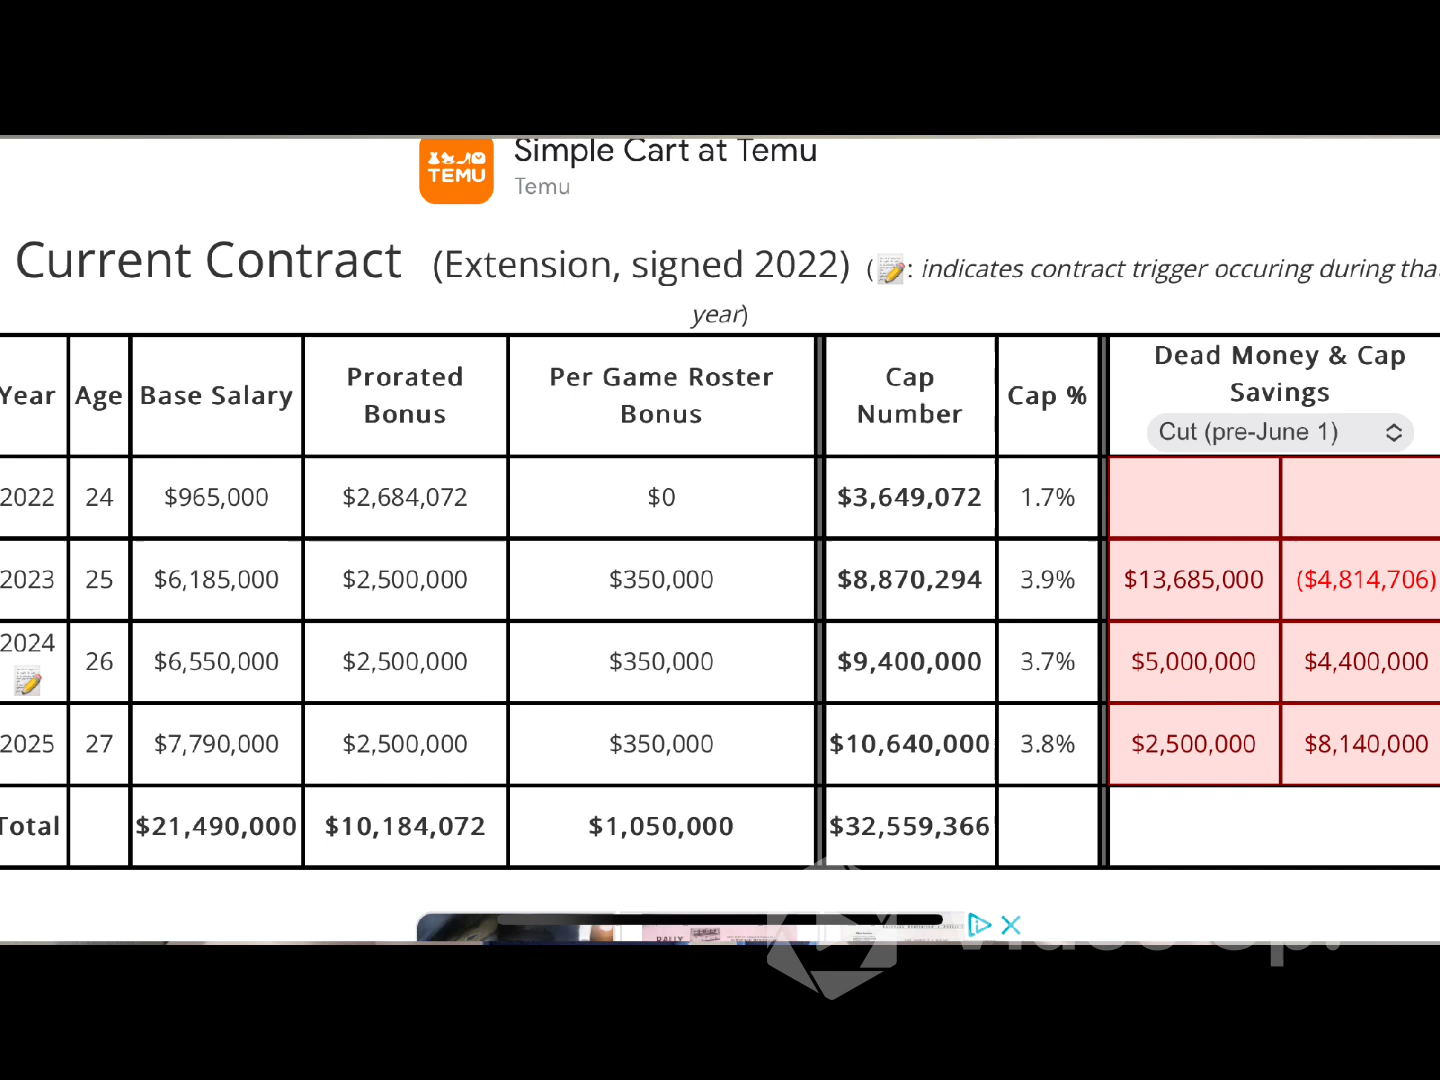 Simple Cart at Temu
TEMU
Temu
Current Contract (Extension, signed 2022) (📝: indicates contract trigger occuring during that
year)
Year Age Base Salary Prorated Bonus Per Game Roster Bonus Cap Number Cap % Dead Money & Cap Savings
Cut (pre-June 1)
2022 24 $965,000 $2,684,072 $0 $3,649,072 1.7%
2023 25 $6,185,000 $2,500,000 $350,000 $8,870,294 3.9% $13,685,000 ($4,814,706)
2024 📝 26 $6,550,000 $2,500,000 $350,000 $9,400,000 3.7% $5,000,000 $4,400,000
2025 27 $7,790,000 $2,500,000 $350,000 $10,640,000 3.8% $2,500,000 $8,140,000
Total $21,490,000 $10,184,072 $1,050,000 $32,559,366
RALLY